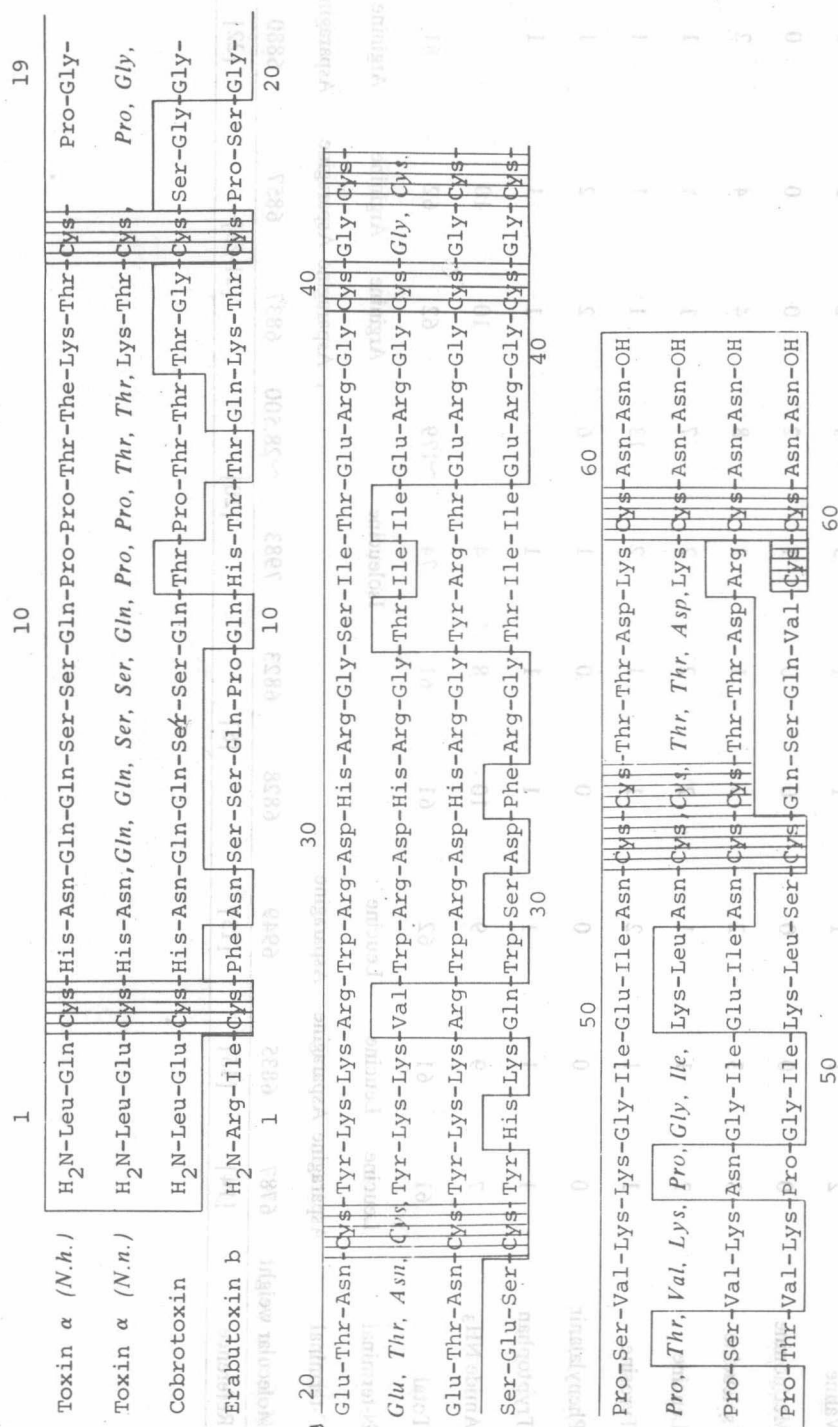 1 10 19
Toxin α (N.h.) H2N-Leu-Gln-Cys-His-Asn-Gln-Gln-Ser-Ser-Gln-Pro-Pro-Thr-The-Lys-Thr-Cys- Pro-Gly-
Toxin α (N.n.) H2N-Leu-Glu-Cys-His-Asn, Gln, Gln, Ser, Ser, Gln, Pro, Pro, Thr, Thr, Lys-Thr-Cys, Pro, Gly,
Cobrotoxin H2N-Leu-Glu-Cys-His-Asn-Gln-Gln-Ser-Ser-Gln-Thr-Pro-Thr-Thr-Thr-Gly-Cys-Ser-Gly-Gly-
Erabutoxin b H2N-Arg-Ile-Cys-Phe-Asn-Ser-Ser-Gln-Pro-Gln-His-Thr-Thr-Gln-Lys-Thr-Cys-Pro-Ser-Gly-
1 10 20
20 30 40
Glu-Thr-Asn-Cys-Tyr-Lys-Lys-Arg-Trp-Arg-Asp-His-Arg-Gly-Ser-Ile-Thr-Glu-Arg-Gly-Cys-Gly-Cys-
Glu, Thr, Asn, Cys, Tyr-Lys-Lys-Val-Trp-Arg-Asp-His-Arg-Gly-Thr-Ile-Ile-Glu-Arg-Gly-Cys-Gly, Cys.
Glu-Thr-Asn-Cys-Tyr-Lys-Lys-Arg-Trp-Arg-Asp-His-Arg-Gly-Tyr-Arg-Thr-Glu-Arg-Gly-Cys-Gly-Cys-
Ser-Glu-Ser-Cys-Tyr-His-Lys-Gln-Trp-Ser-Asp-Phe-Arg-Gly-Thr-Ile-Ile-Glu-Arg-Gly-Cys-Gly-Cys-
30 40
50 60
Pro-Ser-Val-Lys-Lys-Gly-Ile-Glu-Ile-Asn-Cys-Cys-Thr-Thr-Asp-Lys-Cys-Asn-Asn-OH
Pro, Thr, Val, Lys, Pro, Gly, Ile, Lys-Leu-Asn-Cys, Cys, Thr, Thr, Asp, Lys-Cys-Asn-Asn-OH
Pro-Ser-Val-Lys-Asn-Gly-Ile-Glu-Ile-Asn-Cys-Cys-Thr-Thr-Asp-Arg-Cys-Asn-Asn-OH
Pro-Thr-Val-Lys-Pro-Gly-Ile-Lys-Leu-Ser-Cys-Gln-Ser-Gln-Val-Cys-Cys-Asn-Asn-OH
50 60